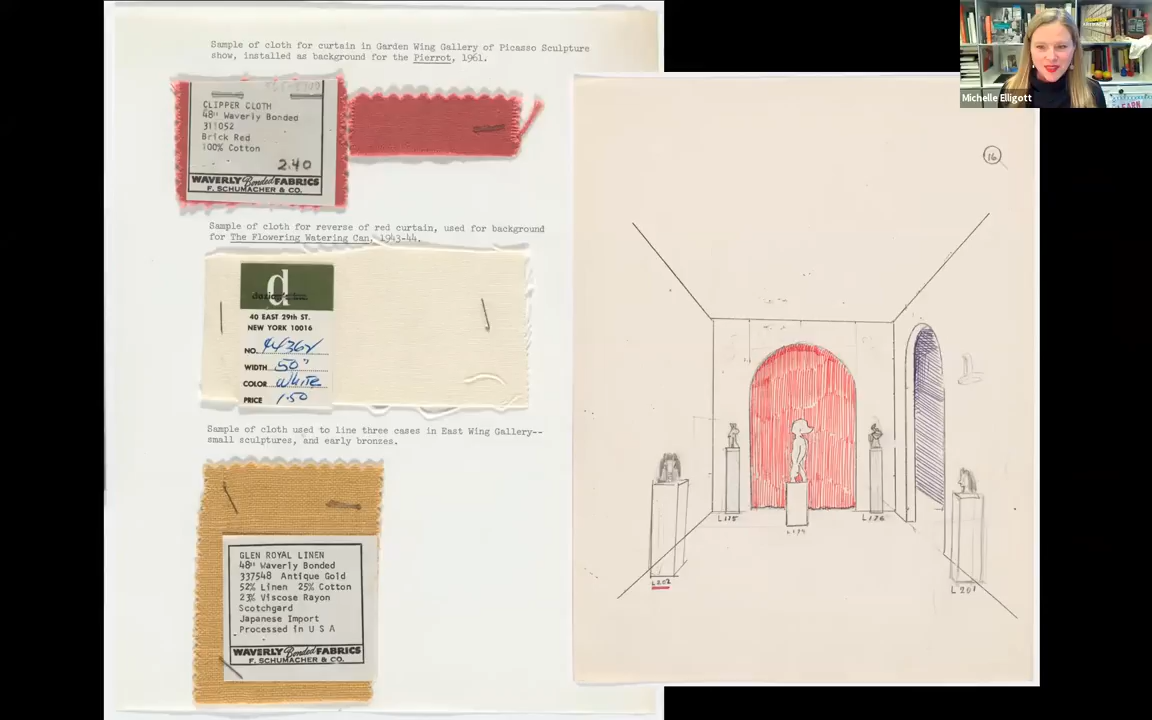 Sample of cloth for curtain in Garden Wing Gallery of Picasso Sculpture
show, installed as background for the Pierrot, 1961.
CLIPPER CLOTH
48" Waverly Bonded
311052
Brick Red
100% Cotton
2.40
WAVERLY Bonded FABRICS
F. SCHUMACHER & CO.
Sample of cloth for reverse of red curtain, used for background
for The Flowering Watering Can, 1943-44.
d
40 EAST 29th ST.
NEW YORK 10016
NO.
WIDTH 50"
COLOR White
PRICE 1.50
Sample of cloth used to line three cases in East Wing Gallery--
small sculptures, and early bronzes.
GLEN ROYAL LINEN
48" Waverly Bonded
337548 Antique Gold
52% Linen 25% Cotton
23% Viscose Rayon
Scotchgard
Japanese Import
Processed in U S A
WAVERLY Bonded FABRICS
F. SCHUMACHER & CO.
16
L 201
Michelle Elligott
LEARN